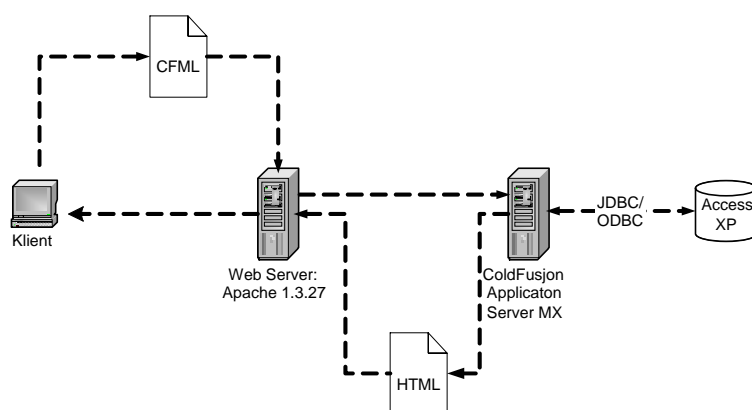 CFML
Klient
Web Server:
Apache 1.3.27
ColdFusjon
Applicaton
Server MX
JDBC/
ODBC
Access
XP
HTML